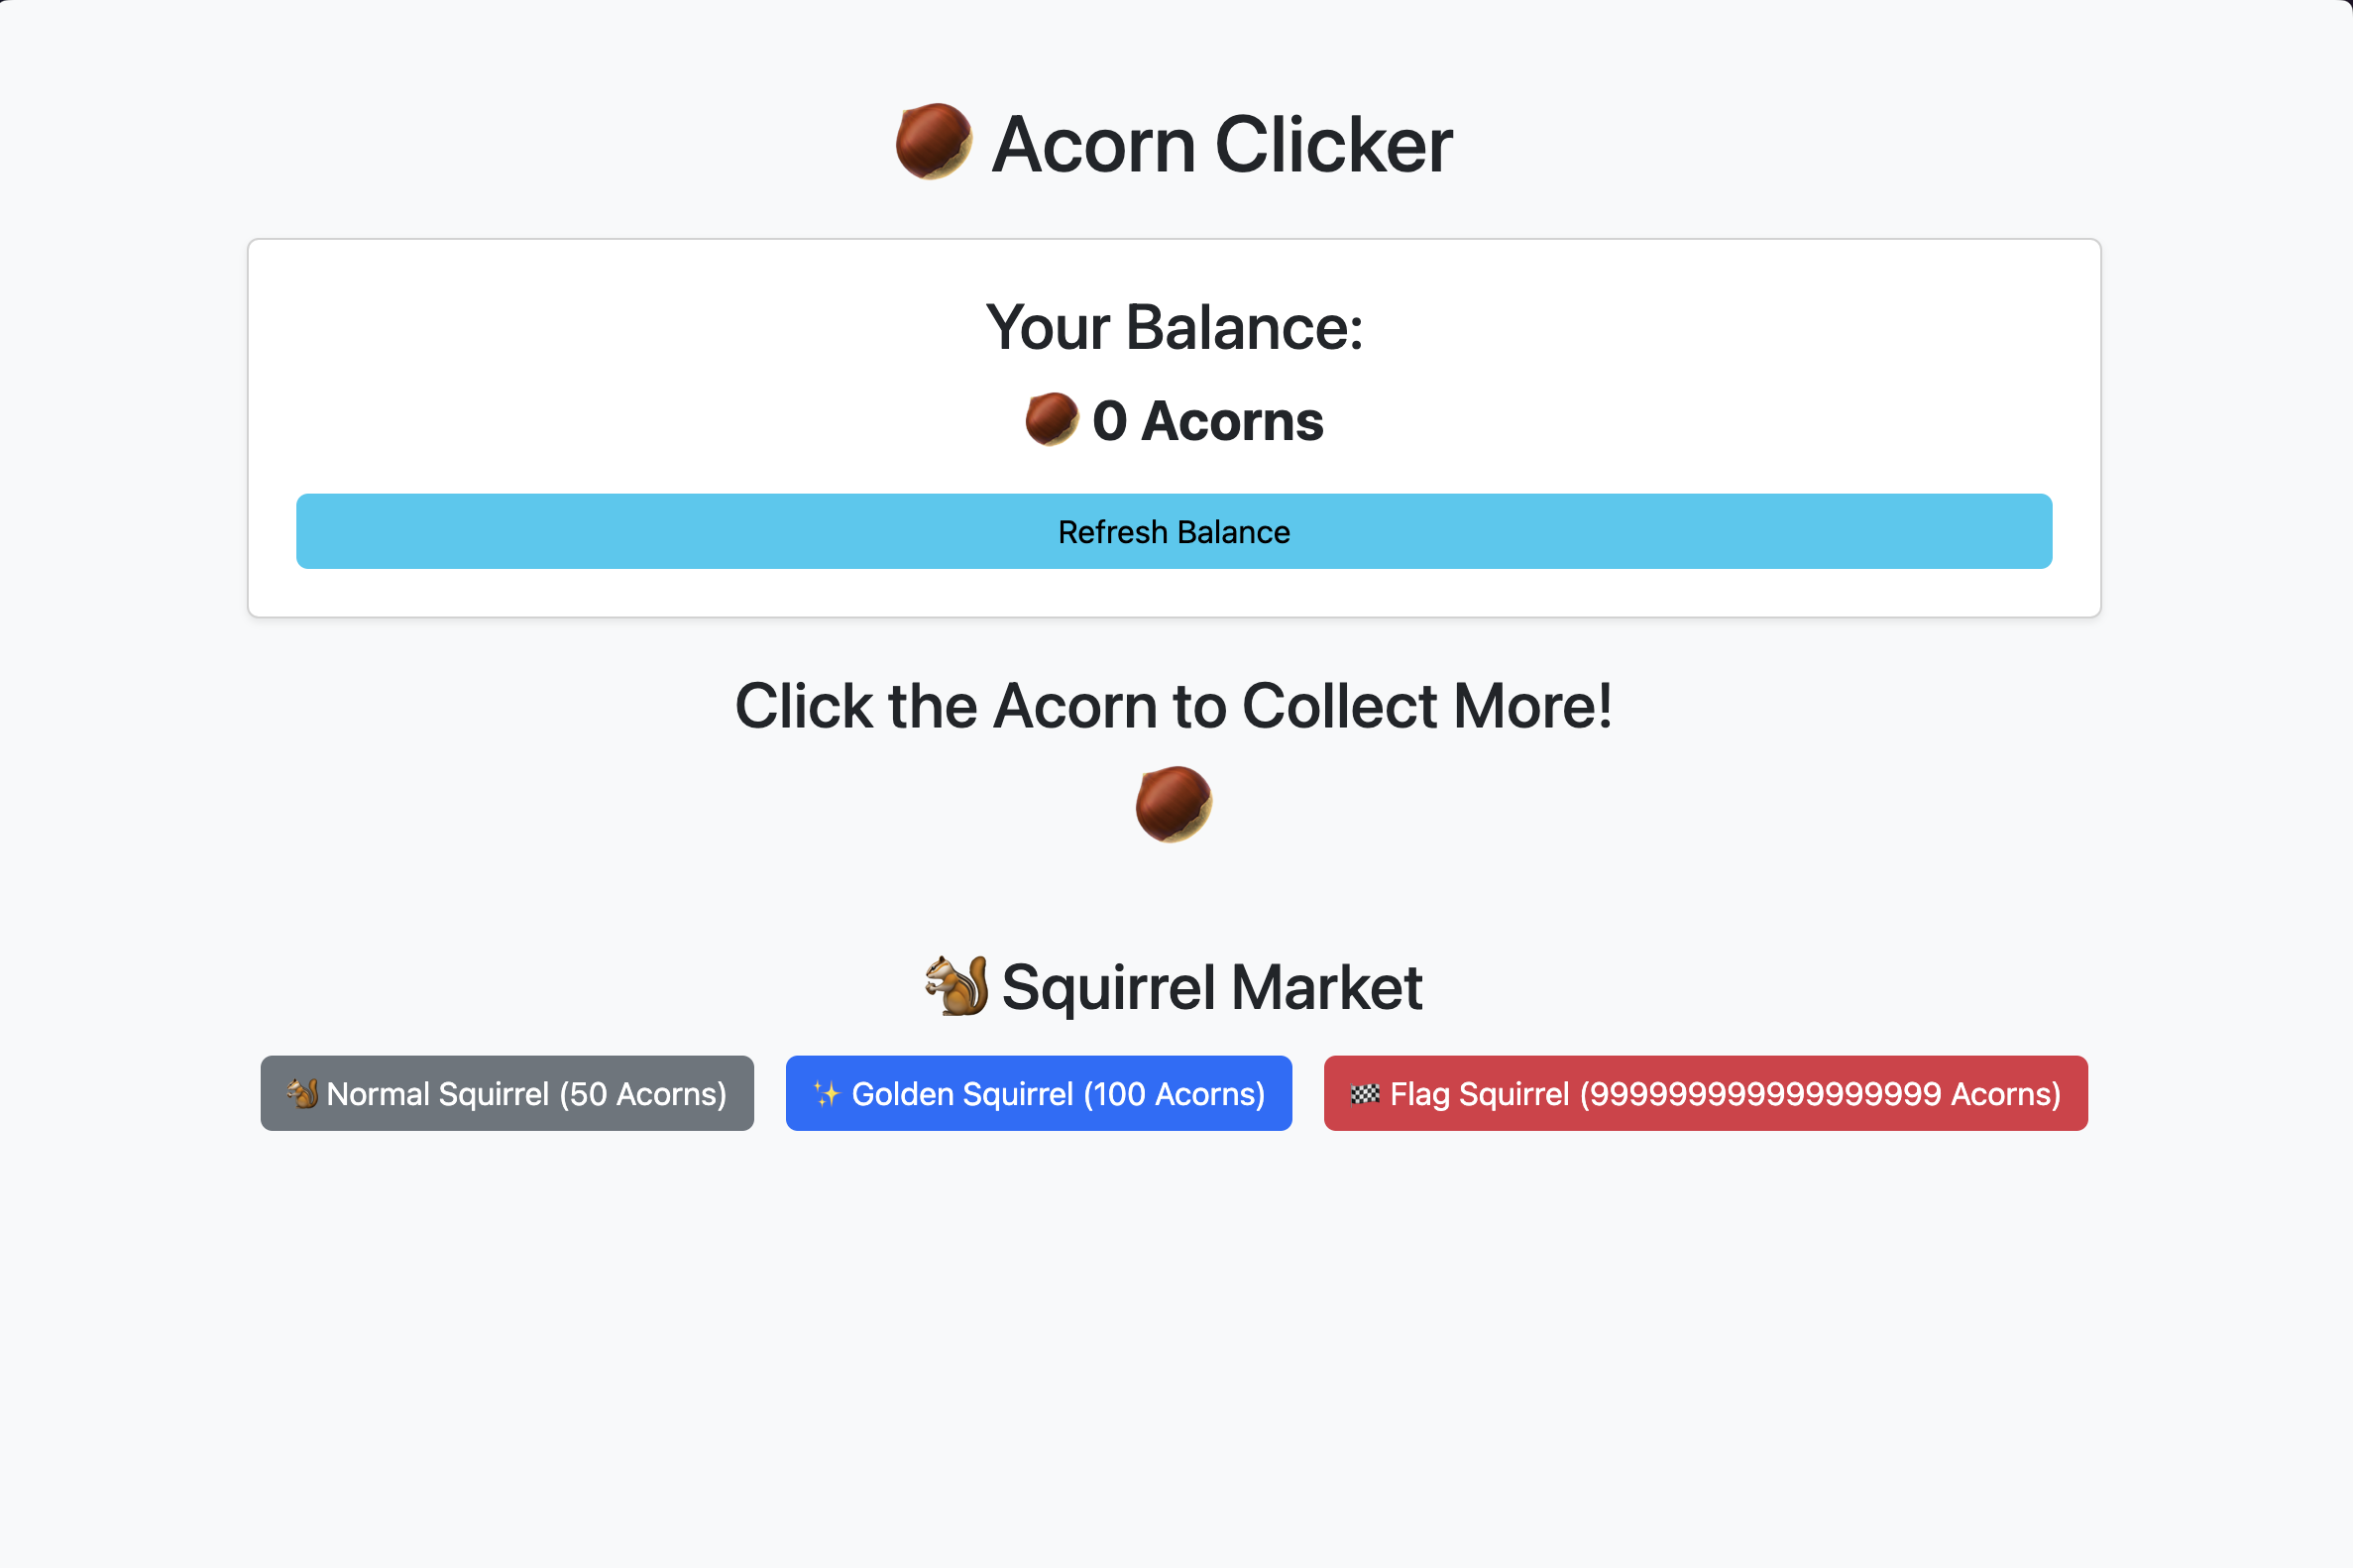 Acorn Clicker
Your Balance:
0 Acorns
Refresh Balance
Click the Acorn to Collect More!
Squirrel Market
Normal Squirrel (50 Acorns)
Golden Squirrel (100 Acorns)
Flag Squirrel (999999999999999999 Acorns)